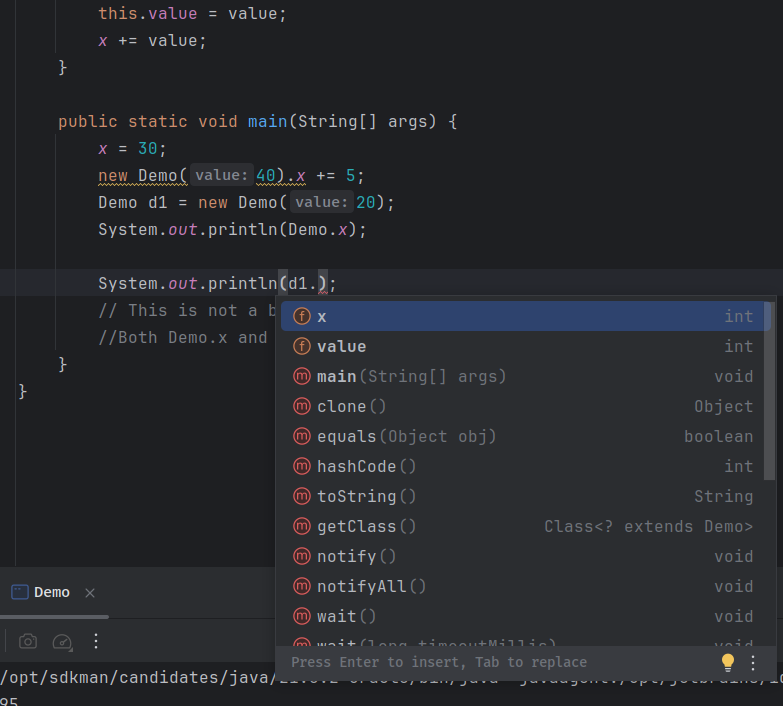 this.value = value;
x += value;
}
public static void main(String[] args) {
x = 30;
new Demo( value: 40).x += 5;
Demo d1 = new Demo( value: 20);
System.out.println(Demo.x);
System.out.println(d1.);
// This is not a b
//Both Demo.x and
}
}
x int
value int
main(String[] args) void
clone() Object
equals(Object obj) boolean
hashCode() int
toString() String
getClass() Class<? extends Demo>
notify() void
notifyAll() void
wait() void
wait(long timeoutMillis) void
Press Enter to insert, Tab to replace
Demo
/opt/sdkman/candidates/java/
95